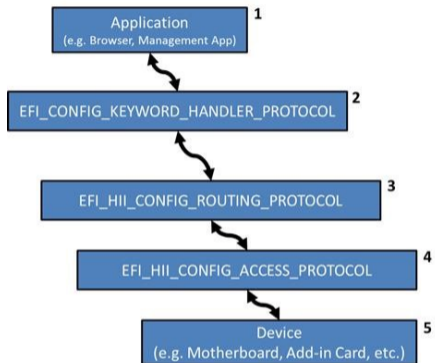 Application 1
(e.g. Browser, Management App)
EFI_CONFIG_KEYWORD_HANDLER_PROTOCOL 2
EFI_HII_CONFIG_ROUTING_PROTOCOL 3
EFI_HII_CONFIG_ACCESS_PROTOCOL 4
Device 5
(e.g. Motherboard, Add-in Card, etc.)